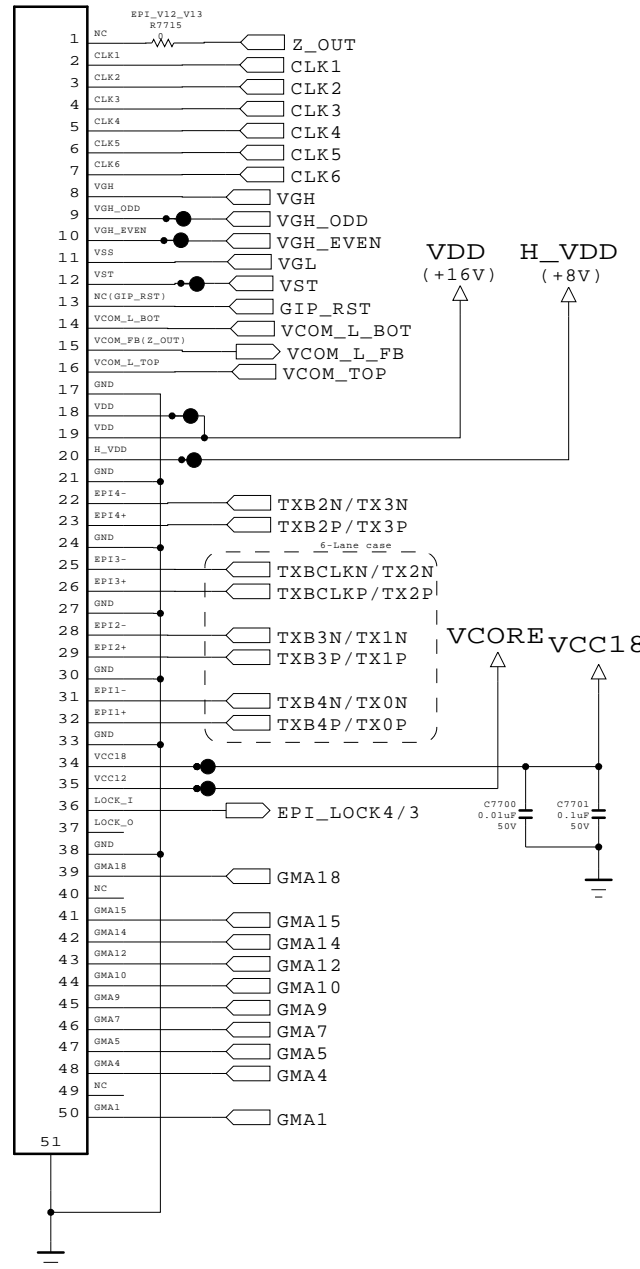 EPI_V12_V13
R7715
0
1 NC Z_OUT
2 CLK1 CLK1
3 CLK2 CLK2
4 CLK3 CLK3
5 CLK4 CLK4
6 CLK5 CLK5
7 CLK6 CLK6
8 VGH VGH
9 VGH_ODD VGH_ODD
10 VGH_EVEN VGH_EVEN
11 VSS VGL
12 VST VST
13 NC(GIP_RST) GIP_RST
14 VCOM_L_BOT VCOM_L_BOT
15 VCOM_FB(Z_OUT) VCOM_L_FB
16 VCOM_L_TOP VCOM_TOP
VDD H_VDD
(+16V) (+8V)
17 GND
18 VDD
19 VDD
20 H_VDD
21 GND
22 EPI4- TXB2N/TX3N
23 EPI4+ TXB2P/TX3P
24 GND
6-Lane case
25 EPI3- TXBCLKN/TX2N
26 EPI3+ TXBCLKP/TX2P
27 GND
28 EPI2- TXB3N/TX1N
29 EPI2+ TXB3P/TX1P
VCORE VCC18
30 GND
31 EPI1- TXB4N/TX0N
32 EPI1+ TXB4P/TX0P
33 GND
34 VCC18
35 VCC12
36 LOCK_I EPI_LOCK4/3
C7700 C7701
0.01uF 0.1uF
50V 50V
37 LOCK_O
38 GND
39 GMA18 GMA18
40 NC
41 GMA15 GMA15
42 GMA14 GMA14
43 GMA12 GMA12
44 GMA10 GMA10
45 GMA9 GMA9
46 GMA7 GMA7
47 GMA5 GMA5
48 GMA4 GMA4
49 NC
50 GMA1 GMA1
51